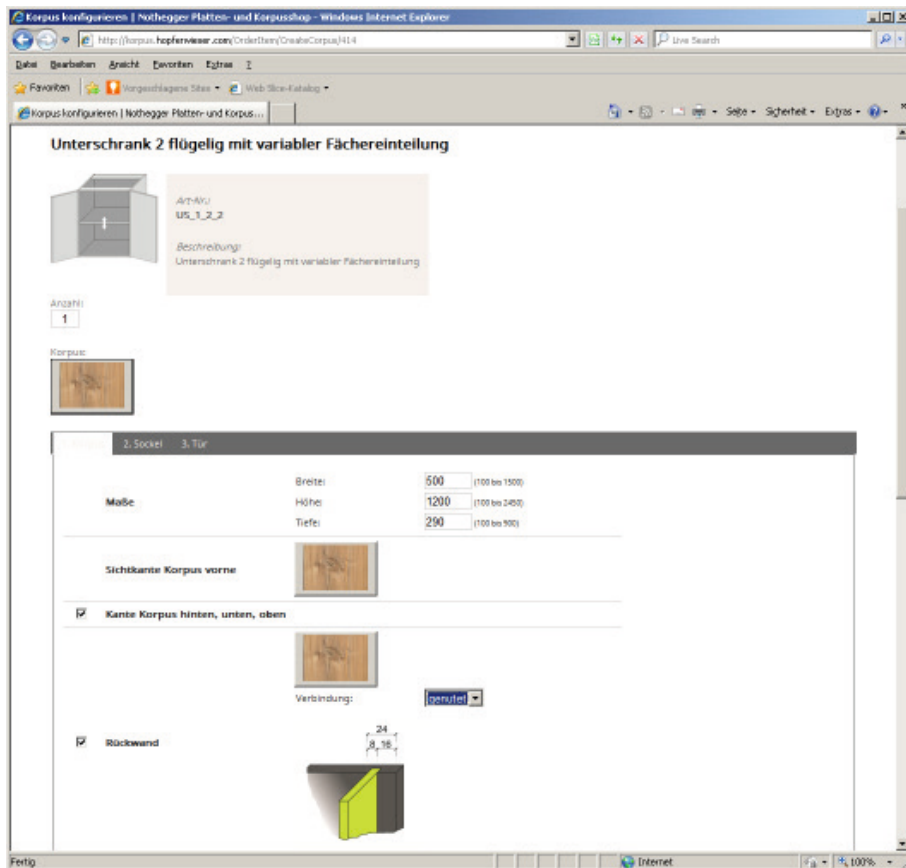 Korpus konfigurieren | Nothegger Platten- und Korpusshop - Windows Internet Explorer
http://korpus.hopferwieser.com/OrderItem/CreateCorpus/414
Live Search
Datei Bearbeiten Ansicht Favoriten Extras ?
Favoriten Vorgeschlagene Sites Web Slice-Katalog
Korpus konfigurieren | Nothegger Platten- und Korpus... Seite Sicherheit Extras
Unterschrank 2 flügelig mit variabler Fächereinteilung
Art-Nr.:
US_1_2_2
Beschreibung:
Unterschrank 2 flügelig mit variabler Fächereinteilung
Anzahl:
1
Korpus:
2. Sockel 3. Tür
Breite: 500 (100 bis 1500)
Maße Höhe: 1200 (100 bis 2450)
Tiefe: 290 (100 bis 900)
Sichtkante Korpus vorne
Kante Korpus hinten, unten, oben
Verbindung: genutet
24
Rückwand 8 16
Fertig Internet 100%